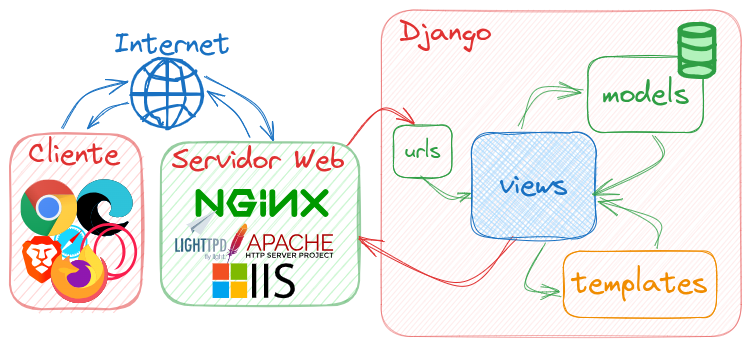 Internet
Django
Cliente
Servidor Web
NGiNX
LIGHTTPD
fly light.
APACHE
HTTP SERVER PROJECT
IIS
urls
views
models
templates